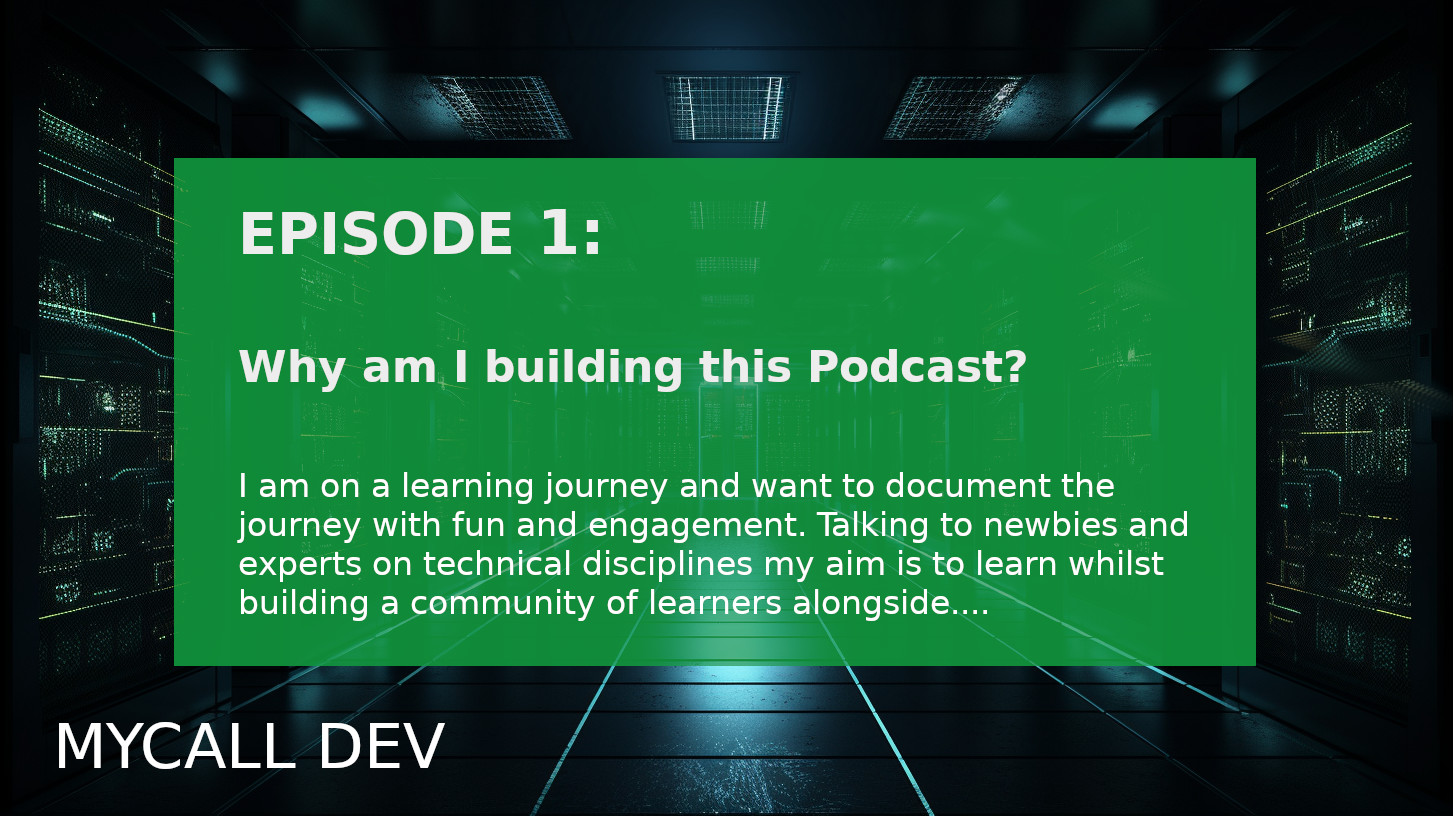 EPISODE 1:
Why am I building this Podcast?
I am on a learning journey and want to document the
journey with fun and engagement. Talking to newbies and
experts on technical disciplines my aim is to learn whilst
building a community of learners alongside....
MYCALL DEV